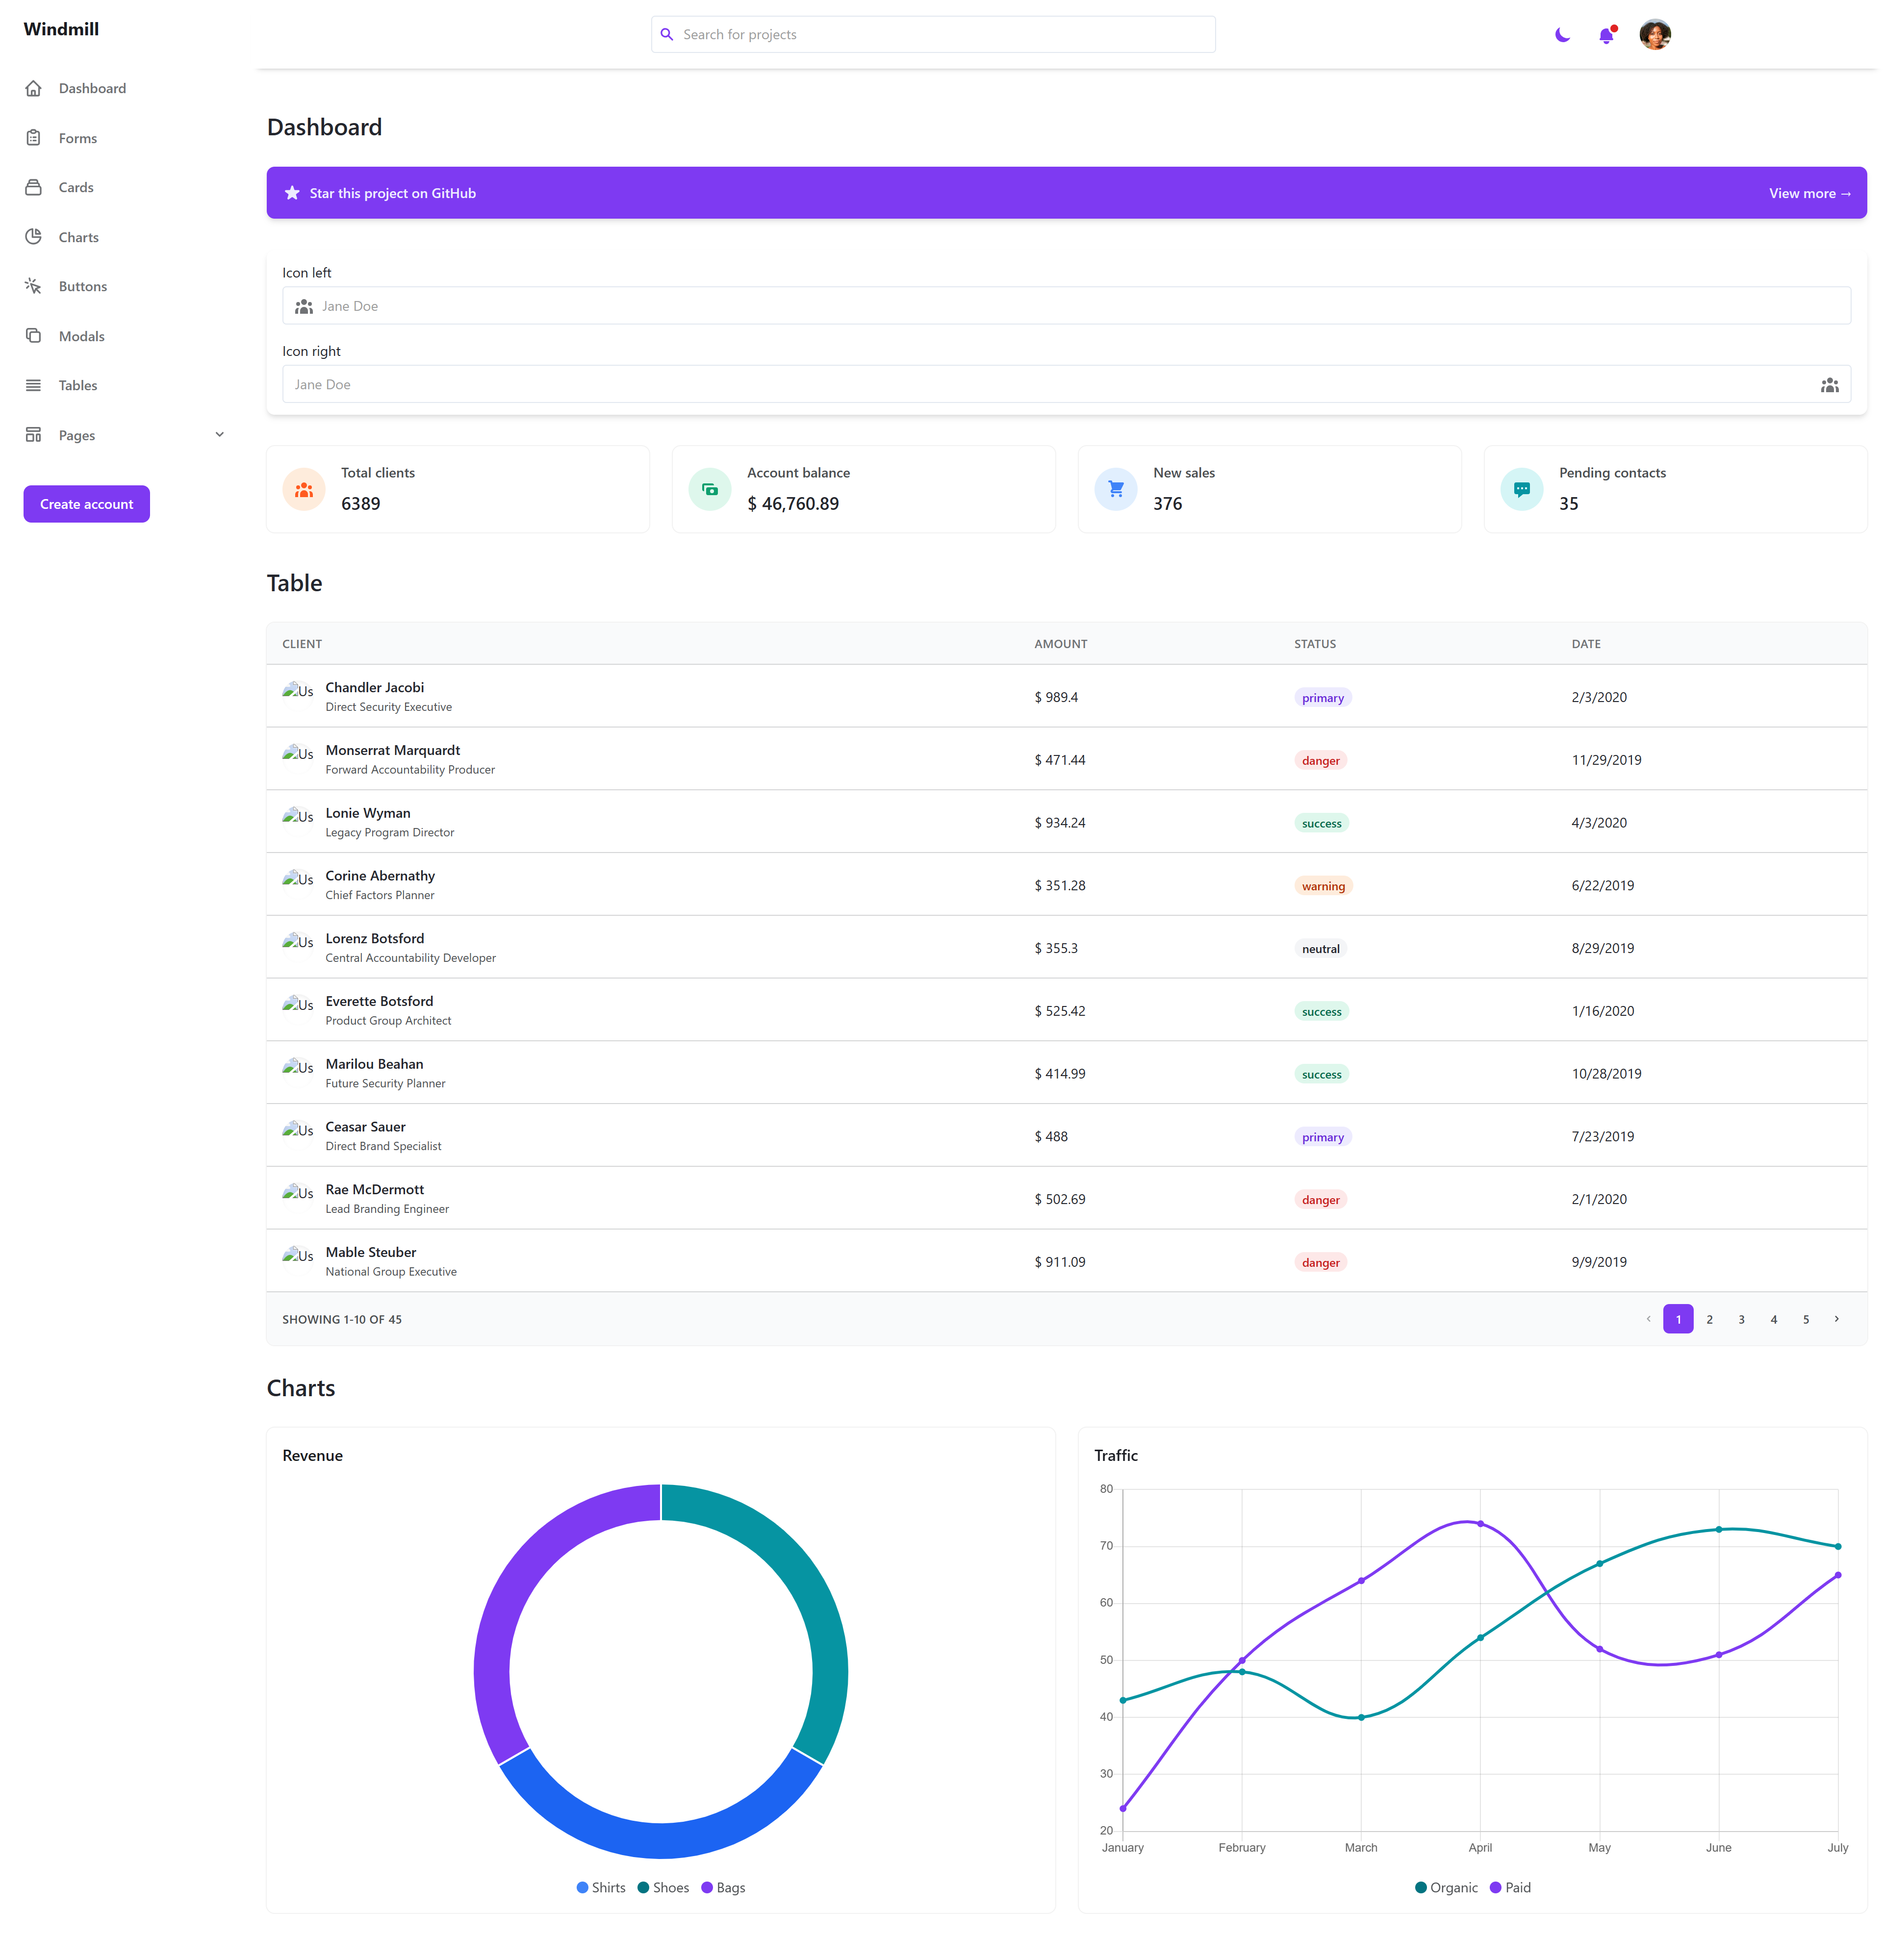 Windmill
Search for projects
Dashboard
Forms
Cards
Charts
Buttons
Modals
Tables
Pages
Create account
Dashboard
Star this project on GitHub
View more →
Icon left
Jane Doe
Icon right
Jane Doe
Total clients
6389
Account balance
$ 46,760.89
New sales
376
Pending contacts
35
Table
CLIENT AMOUNT STATUS DATE
Us
Chandler Jacobi
Direct Security Executive
$ 989.4
primary
2/3/2020
Us
Monserrat Marquardt
Forward Accountability Producer
$ 471.44
danger
11/29/2019
Us
Lonie Wyman
Legacy Program Director
$ 934.24
success
4/3/2020
Us
Corine Abernathy
Chief Factors Planner
$ 351.28
warning
6/22/2019
Us
Lorenz Botsford
Central Accountability Developer
$ 355.3
neutral
8/29/2019
Us
Everette Botsford
Product Group Architect
$ 525.42
success
1/16/2020
Us
Marilou Beahan
Future Security Planner
$ 414.99
success
10/28/2019
Us
Ceasar Sauer
Direct Brand Specialist
$ 488
primary
7/23/2019
Us
Rae McDermott
Lead Branding Engineer
$ 502.69
danger
2/1/2020
Us
Mable Steuber
National Group Executive
$ 911.09
danger
9/9/2019
SHOWING 1-10 OF 45
1 2 3 4 5
Charts
Revenue
Shirts Shoes Bags
Traffic
80
70
60
50
40
30
20
January February March April May June July
Organic Paid